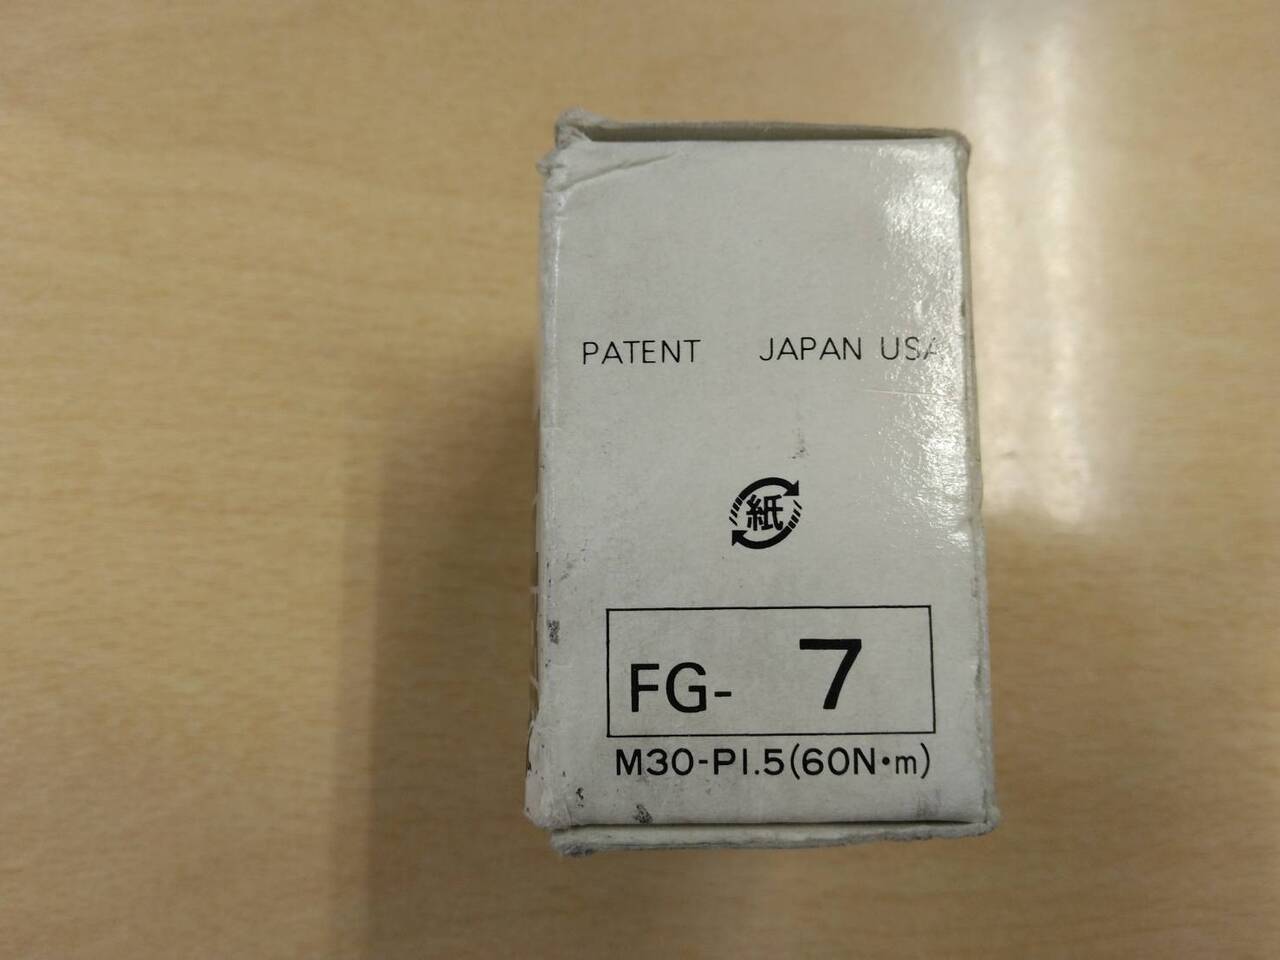 PATENT JAPAN USA
紙
FG- 7
M30-P1.5(60N·m)